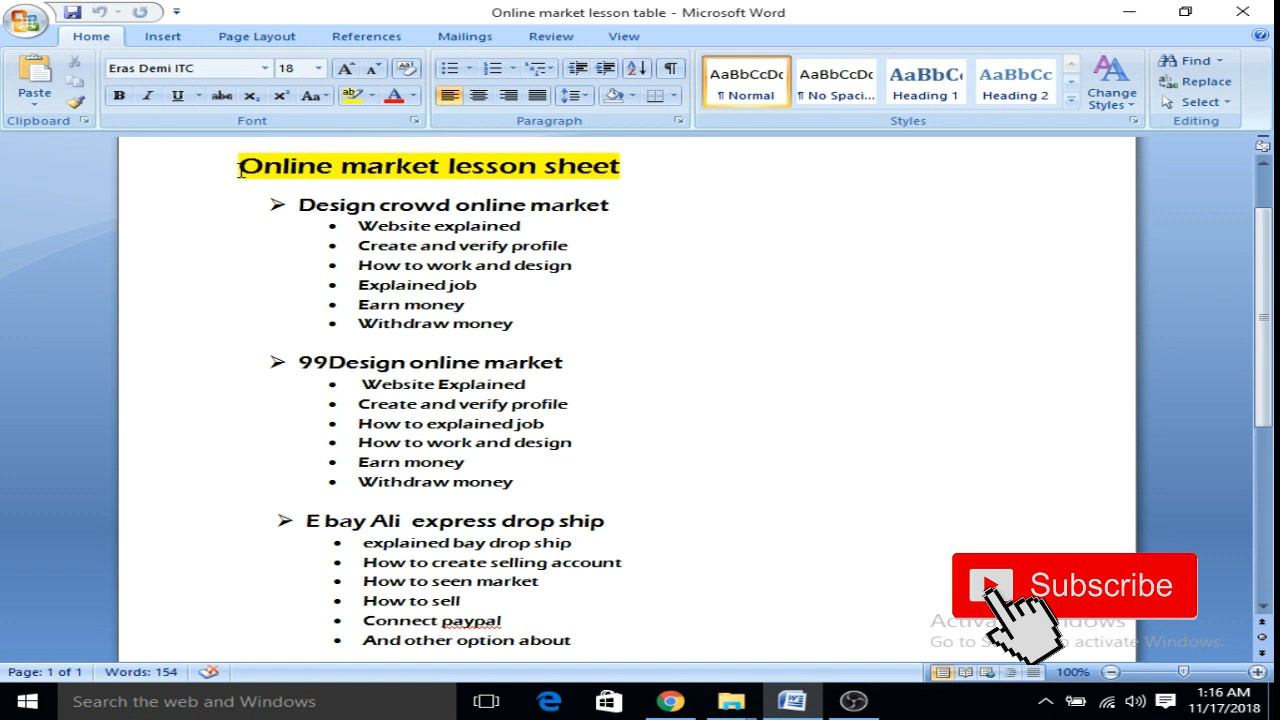 Online market lesson table - Microsoft Word
Home Insert Page Layout References Mailings Review View
Paste
Clipboard
Eras Demi ITC 18
Font
Paragraph
AaBbCcDc AaBbCcDc AaBbC AaBbCc
¶ Normal ¶ No Spaci... Heading 1 Heading 2
Change Styles
Styles
Find
Replace
Select
Editing
Online market lesson sheet
➢ Design crowd online market
• Website explained
• Create and verify profile
• How to work and design
• Explained job
• Earn money
• Withdraw money
➢ 99Design online market
• Website Explained
• Create and verify profile
• How to explained job
• How to work and design
• Earn money
• Withdraw money
➢ E bay Ali express drop ship
• explained bay drop ship
• How to create selling account
• How to seen market
• How to sell
• Connect paypal
• And other option about
Subscribe
to activate Windows.
Page: 1 of 1 Words: 154 100%
Search the web and Windows
1:16 AM
11/17/2018